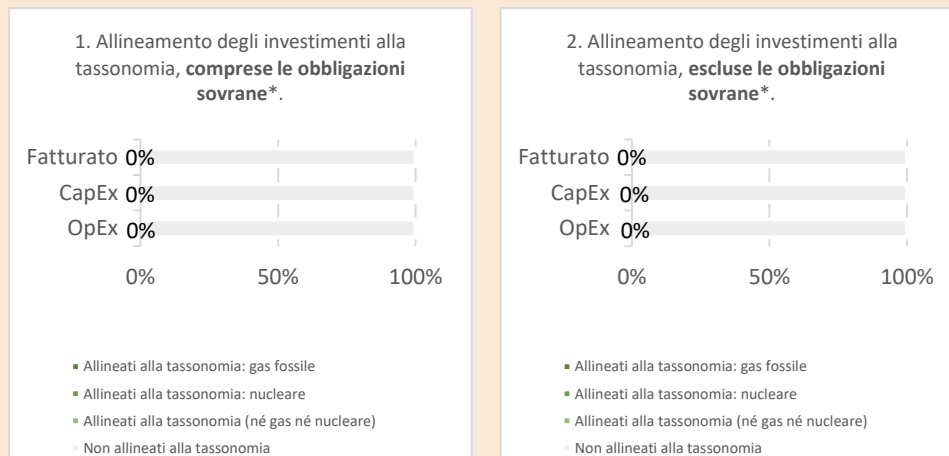 1. Allineamento degli investimenti alla
tassonomia, comprese le obbligazioni
sovrane*.
Fatturato 0%
CapEx 0%
OpEx 0%
0% 50% 100%
▪ Allineati alla tassonomia: gas fossile
▪ Allineati alla tassonomia: nucleare
▪ Allineati alla tassonomia (né gas né nucleare)
▪ Non allineati alla tassonomia
2. Allineamento degli investimenti alla
tassonomia, escluse le obbligazioni
sovrane*.
Fatturato 0%
CapEx 0%
OpEx 0%
0% 50% 100%
▪ Allineati alla tassonomia: gas fossile
▪ Allineati alla tassonomia: nucleare
▪ Allineati alla tassonomia (né gas né nucleare)
▪ Non allineati alla tassonomia